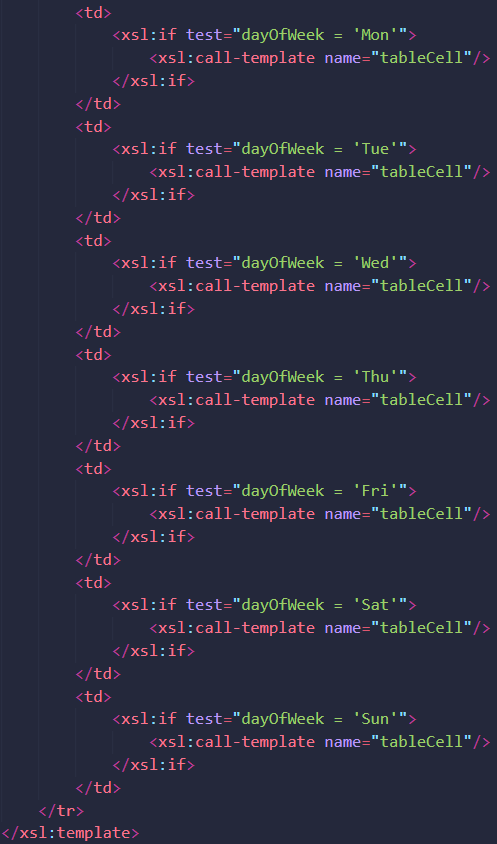 <td>
<xsl:if test="dayOfWeek = 'Mon'">
<xsl:call-template name="tableCell"/>
</xsl:if>
</td>
<td>
<xsl:if test="dayOfWeek = 'Tue'">
<xsl:call-template name="tableCell"/>
</xsl:if>
</td>
<td>
<xsl:if test="dayOfWeek = 'Wed'">
<xsl:call-template name="tableCell"/>
</xsl:if>
</td>
<td>
<xsl:if test="dayOfWeek = 'Thu'">
<xsl:call-template name="tableCell"/>
</xsl:if>
</td>
<td>
<xsl:if test="dayOfWeek = 'Fri'">
<xsl:call-template name="tableCell"/>
</xsl:if>
</td>
<td>
<xsl:if test="dayOfWeek = 'Sat'">
<xsl:call-template name="tableCell"/>
</xsl:if>
</td>
<td>
<xsl:if test="dayOfWeek = 'Sun'">
<xsl:call-template name="tableCell"/>
</xsl:if>
</td>
</tr>
</xsl:template>